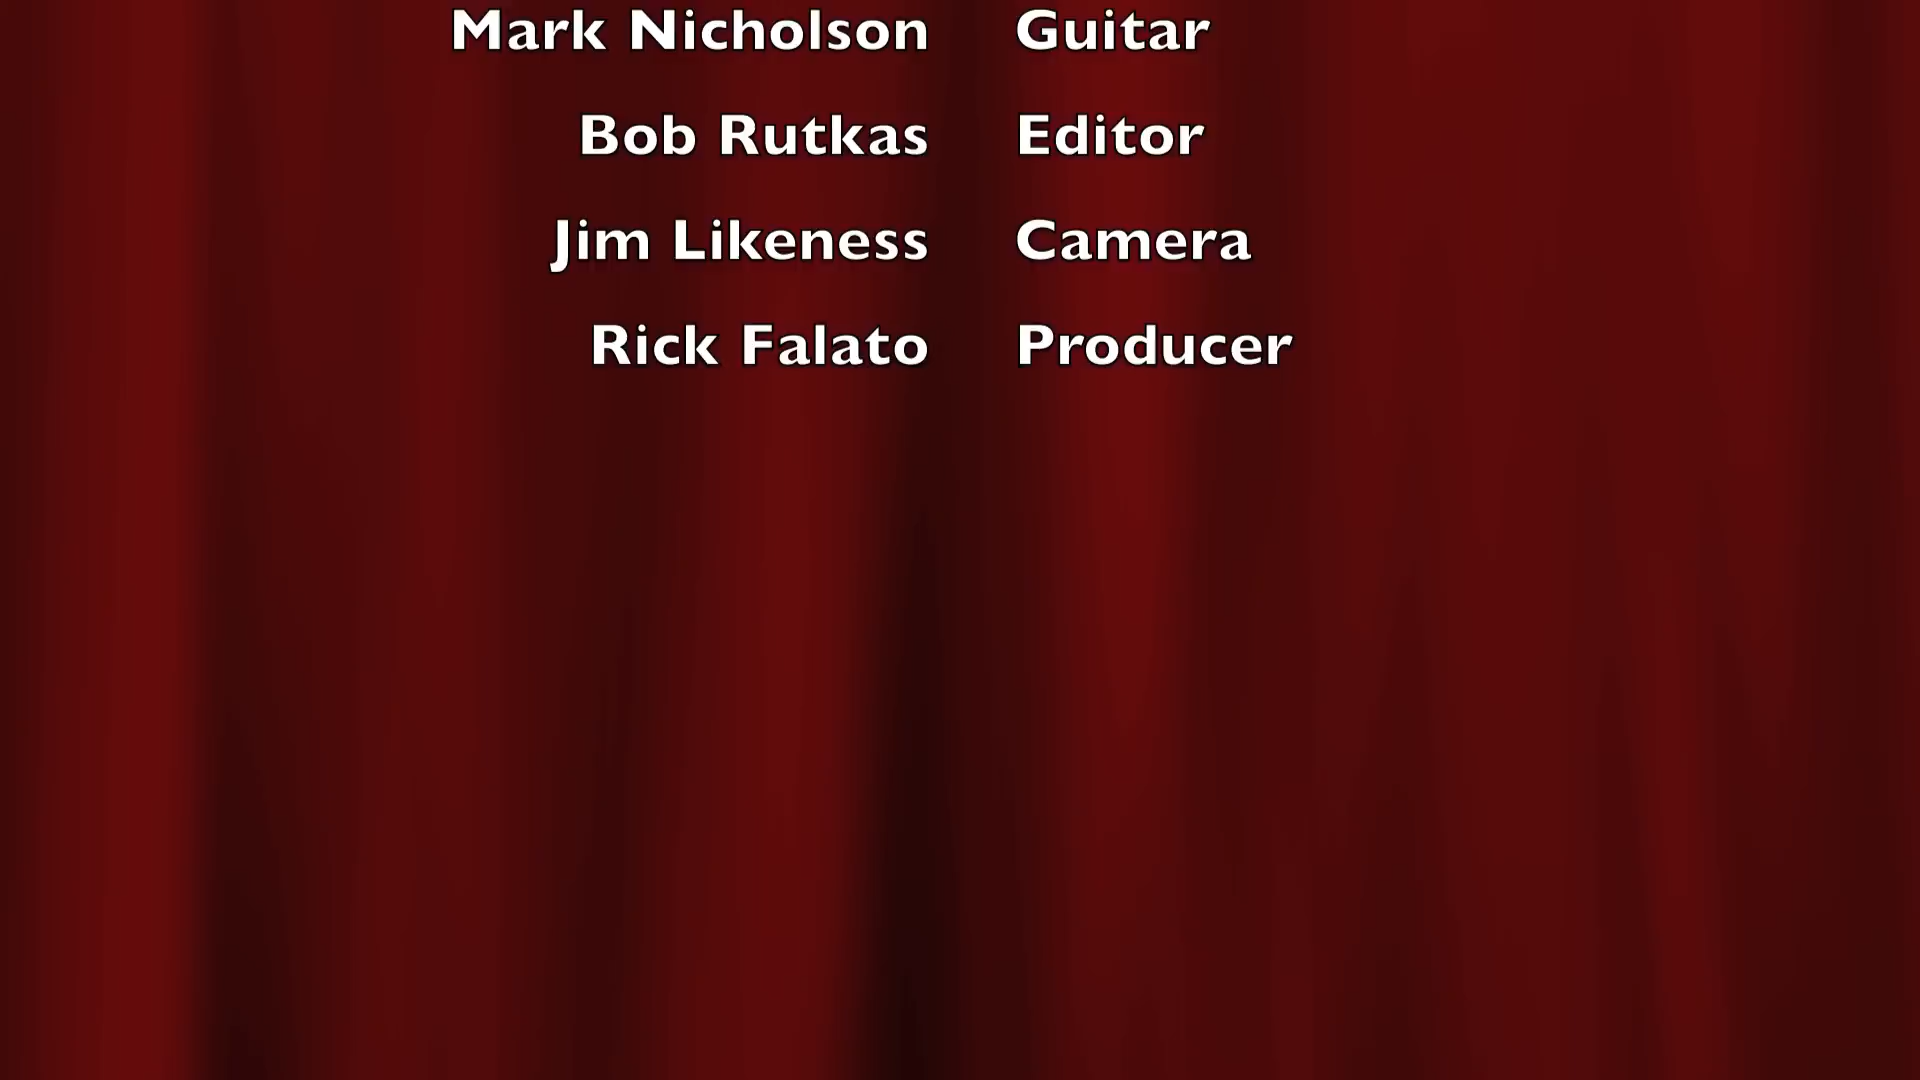 Mark Nicholson Guitar
Bob Rutkas Editor
Jim Likeness Camera
Rick Falato Producer